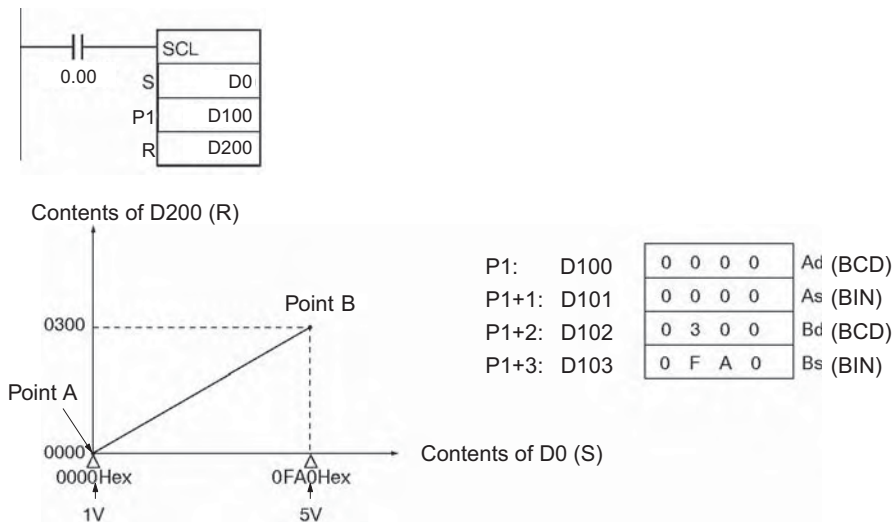 SCL
0.00
S D0
P1 D100
R D200
Contents of D200 (R)
P1: D100 0 0 0 0 Ad (BCD)
P1+1: D101 0 0 0 0 As (BIN)
P1+2: D102 0 3 0 0 Bd (BCD)
P1+3: D103 0 F A 0 Bs (BIN)
Point B
0300
Point A
0000
Contents of D0 (S)
0000Hex 0FA0Hex
1V 5V